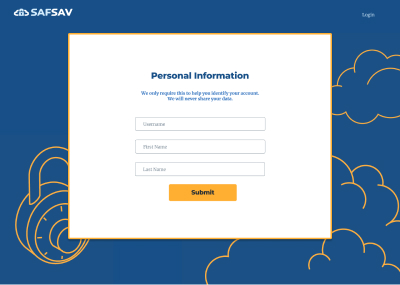 SAFSAV
Login
Personal Information
We only require this to help you identify your account.
We will never share your data.
Username
First Name
Last Name
Submit